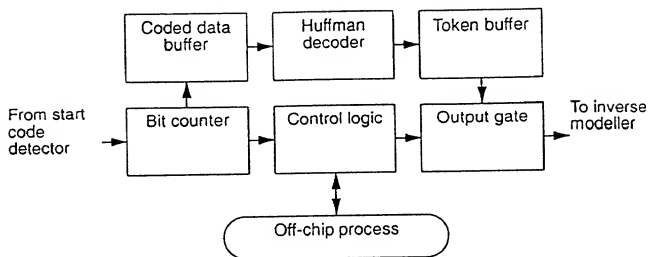 Coded data
buffer
Huffman
decoder
Token buffer
From start
code
detector
Bit counter
Control logic
Output gate
To inverse
modeller
Off-chip process